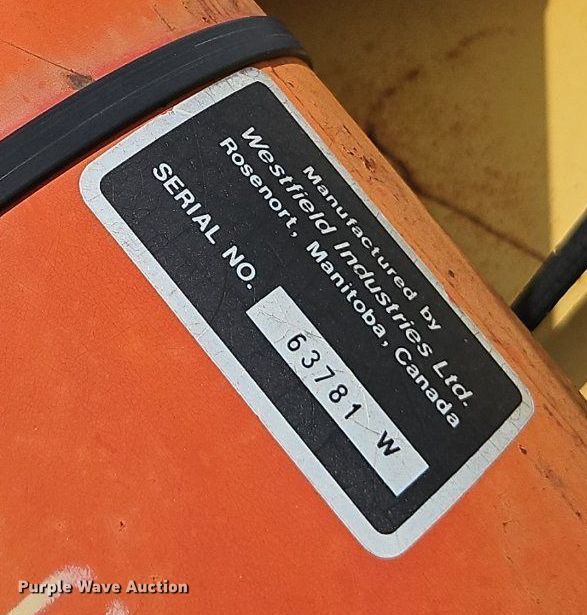 Manufactured by
Westfield Industries Ltd.
Rosenort, Manitoba, Canada
SERIAL NO. 63781 W
Purple Wave Auction